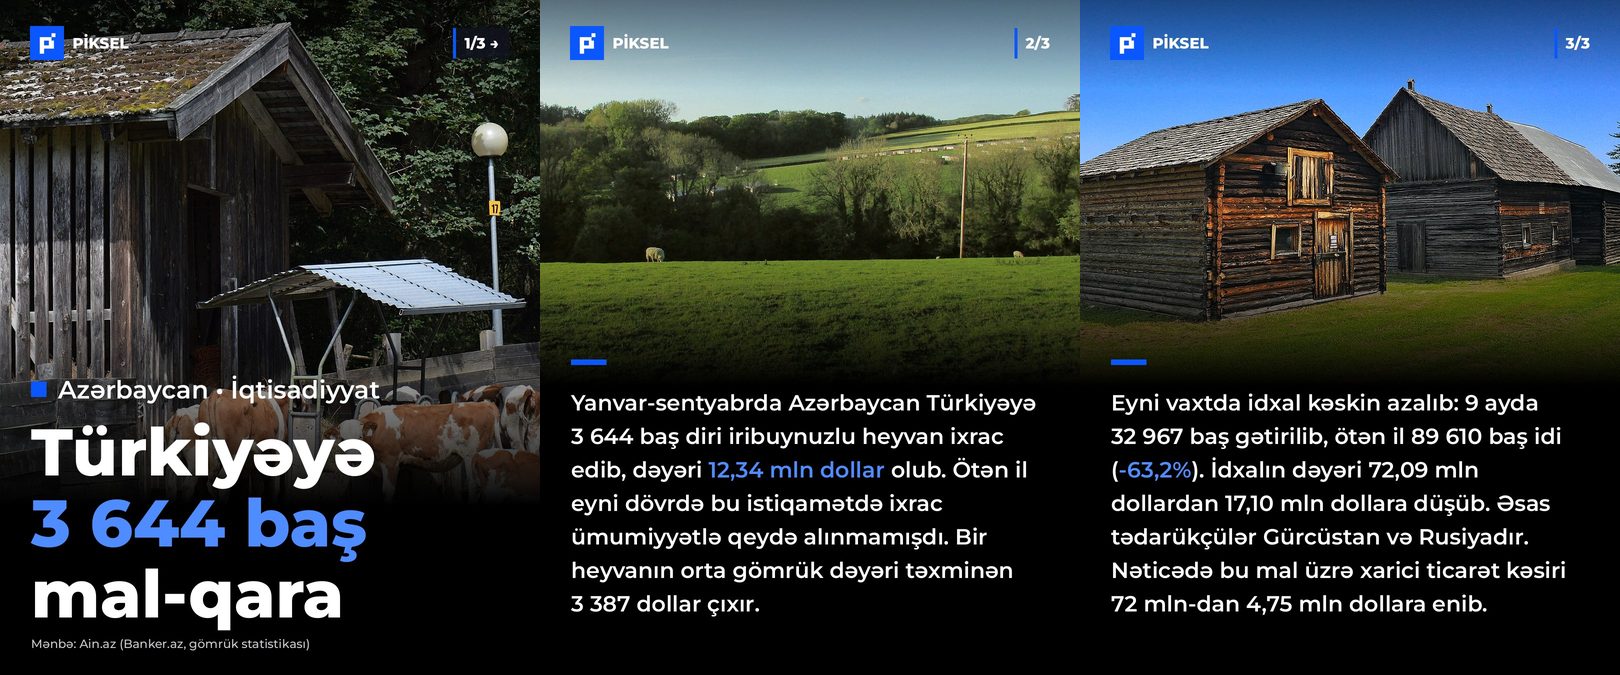 PİKSEL
1/3 →
Azərbaycan • İqtisadiyyat
Türkiyəyə
3 644 baş
mal-qara
Mənbə: Ain.az (Banker.az, gömrük statistikası)
17
PİKSEL
2/3
Yanvar-sentyabrda Azərbaycan Türkiyəyə
3 644 baş diri iribuynuzlu heyvan ixrac
edib, dəyəri 12,34 mln dollar olub. Ötən il
eyni dövrdə bu istiqamətdə ixrac
ümumiyyətlə qeydə alınmamışdı. Bir
heyvanın orta gömrük dəyəri təxminən
3 387 dollar çıxır.
PİKSEL
3/3
Eyni vaxtda idxal kəskin azalıb: 9 ayda
32 967 baş gətirilib, ötən il 89 610 baş idi
(-63,2%). İdxalın dəyəri 72,09 mln
dollardan 17,10 mln dollara düşüb. Əsas
tədarükçülər Gürcüstan və Rusiyadır.
Nəticədə bu mal üzrə xarici ticarət kəsiri
72 mln-dan 4,75 mln dollara enib.